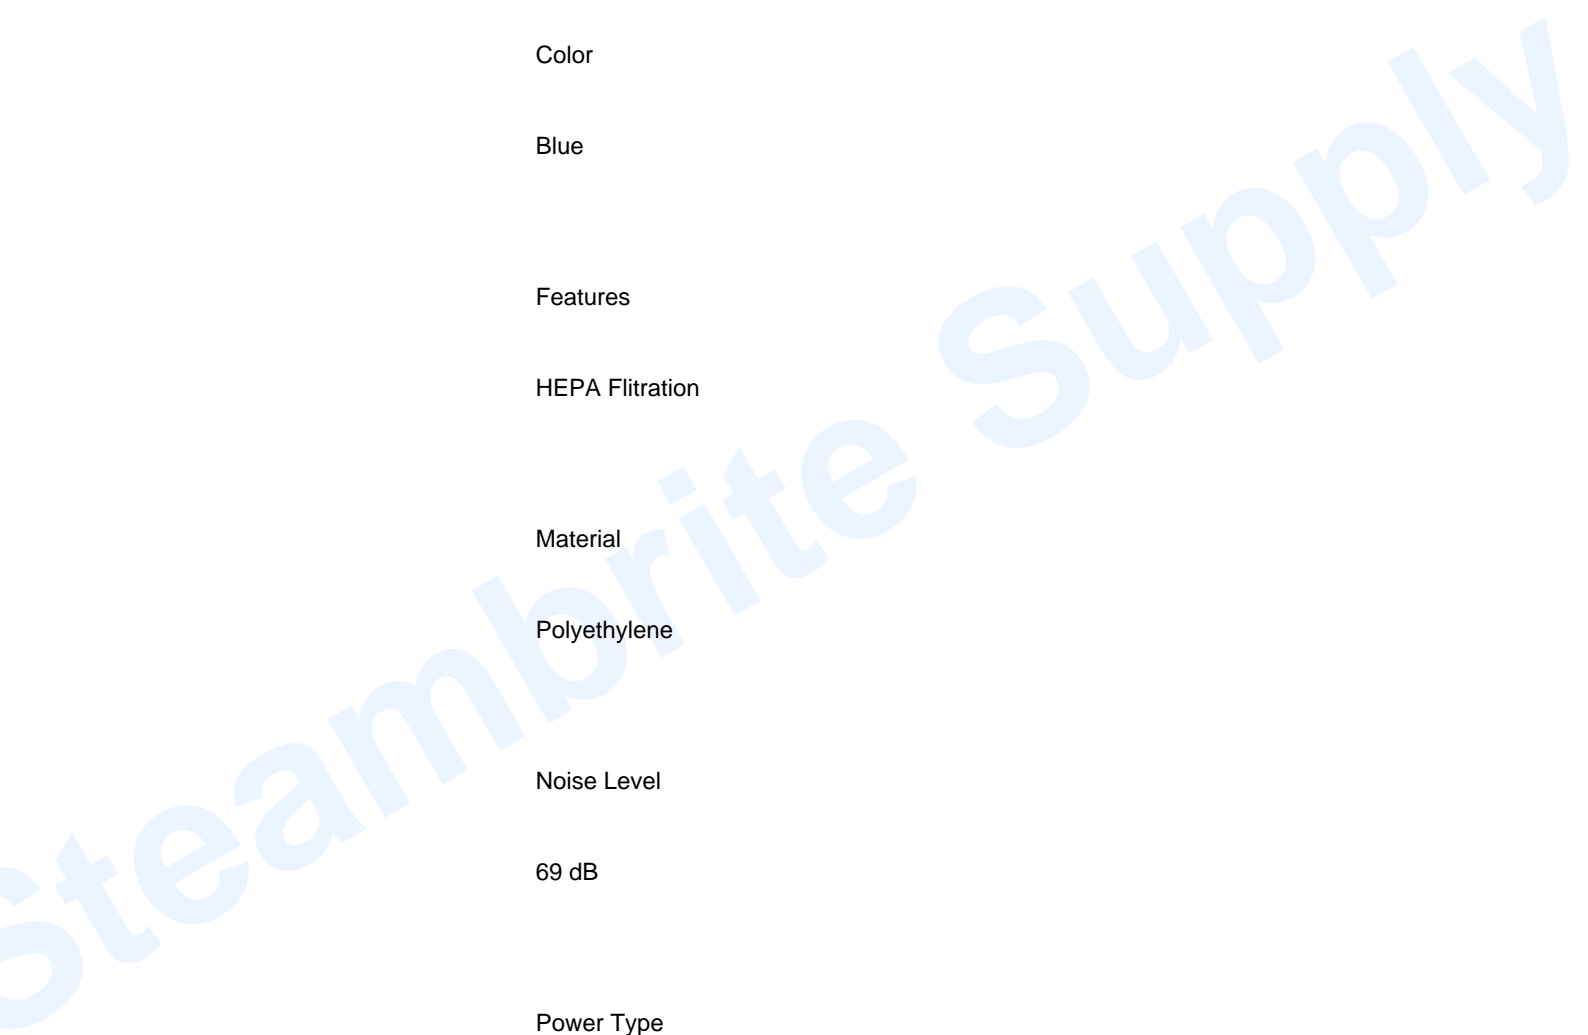 Color
Blue
Features
HEPA Flitration
Material
Polyethylene
Noise Level
69 dB
Power Type
Steambrite Supply